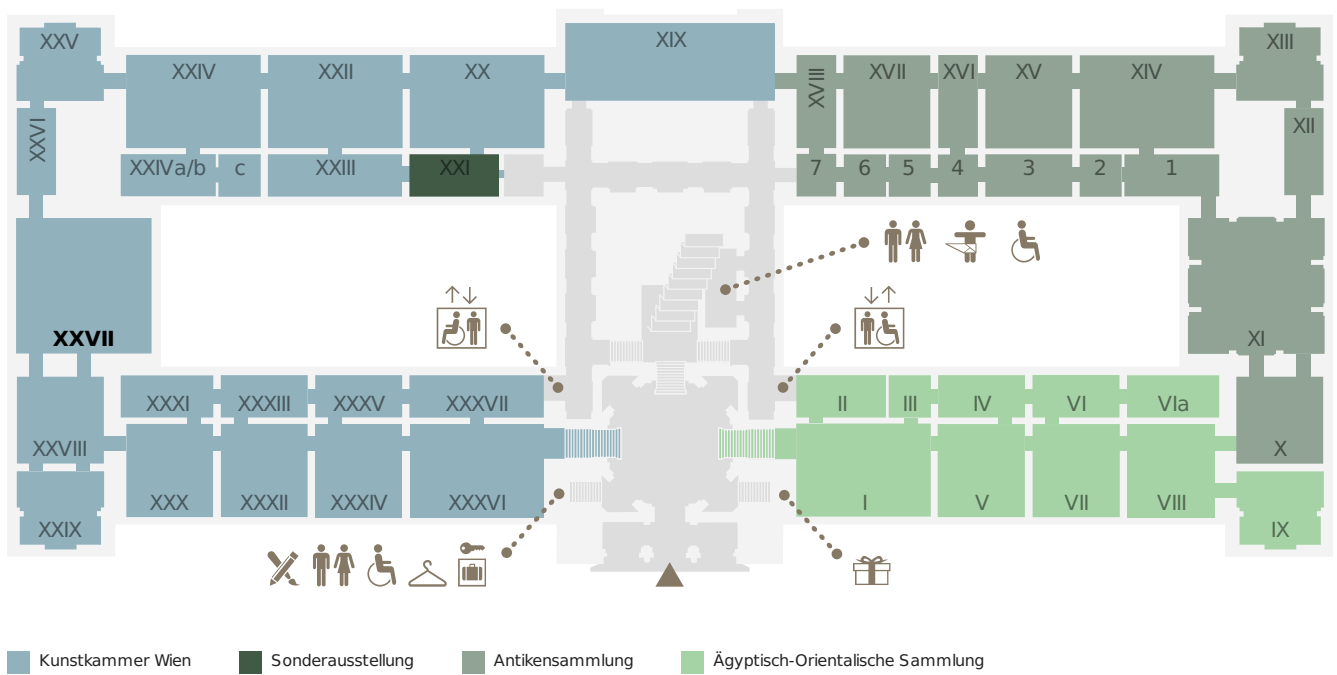 XIX
XXV
XIII
XXIV
XXII
XX
XVIII
XVII
XVI
XV
XIV
XXVI
XII
XXIVa/b
c
XXIII
XXI
7
6
5
4
3
2
1
XXVII
XI
XXXI
XXXIII
XXXV
XXXVII
II
III
IV
VI
VIa
XXVIII
X
XXX
XXXII
XXXIV
XXXVI
I
V
VII
VIII
XXIX
IX
Kunstkammer Wien
Sonderausstellung
Antikensammlung
Ägyptisch-Orientalische Sammlung